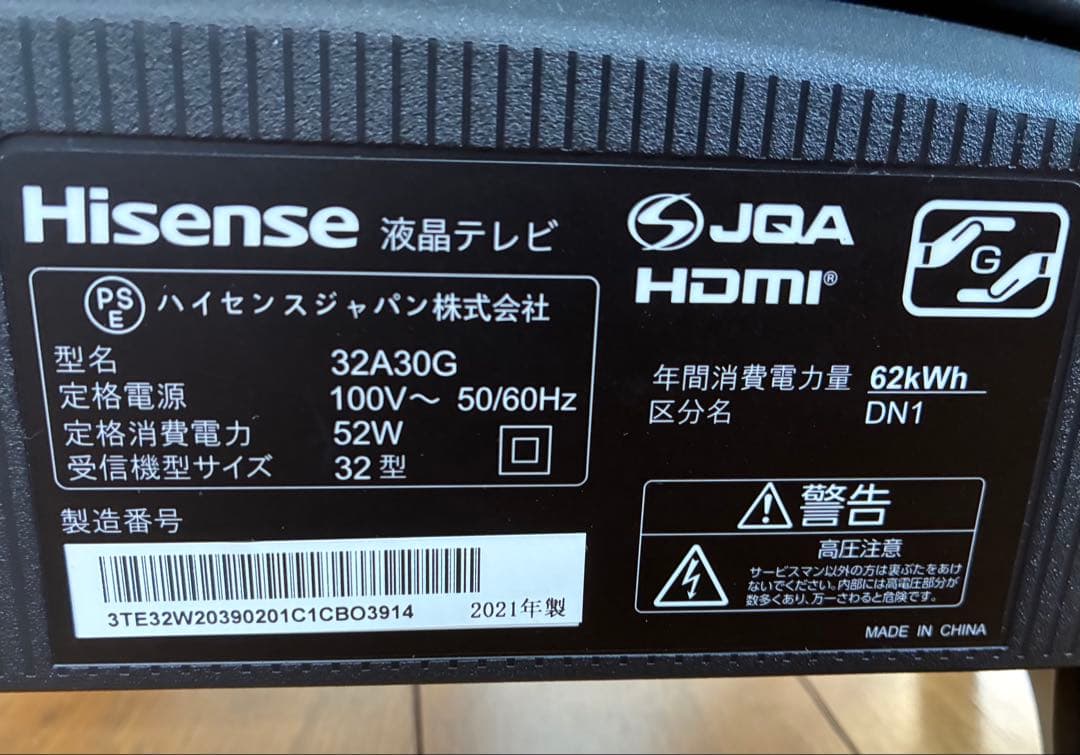 Hisense 液晶テレビ
JQA
HDMI®
G
PSE ハイセンスジャパン株式会社
型名 32A30G
定格電源 100V～ 50/60Hz
定格消費電力 52W
受信機型サイズ 32型
年間消費電力量 62kWh
区分名 DN1
製造番号
3TE32W20390201C1CBO3914 2021年製
警告
高圧注意
サービスマン以外の方は裏ぶたをあけ
ないでください。内部には高電圧部分が
数多くあり、万一さわると危険です。
MADE IN CHINA